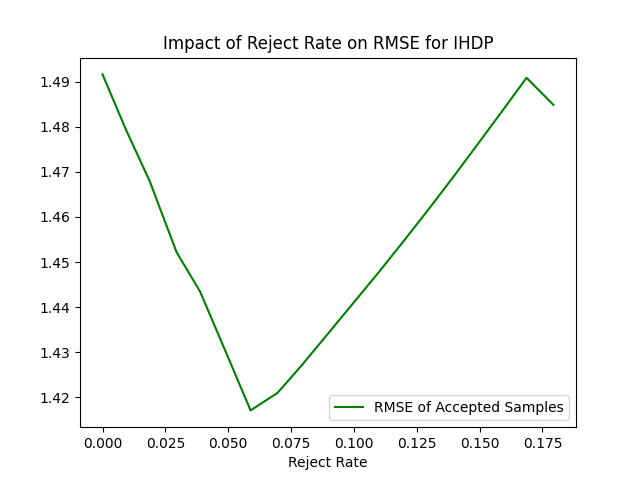 Impact of Reject Rate on RMSE for IHDP
1.49
1.48
1.47
1.46
1.45
1.44
1.43
1.42
RMSE of Accepted Samples
0.000 0.025 0.050 0.075 0.100 0.125 0.150 0.175
Reject Rate